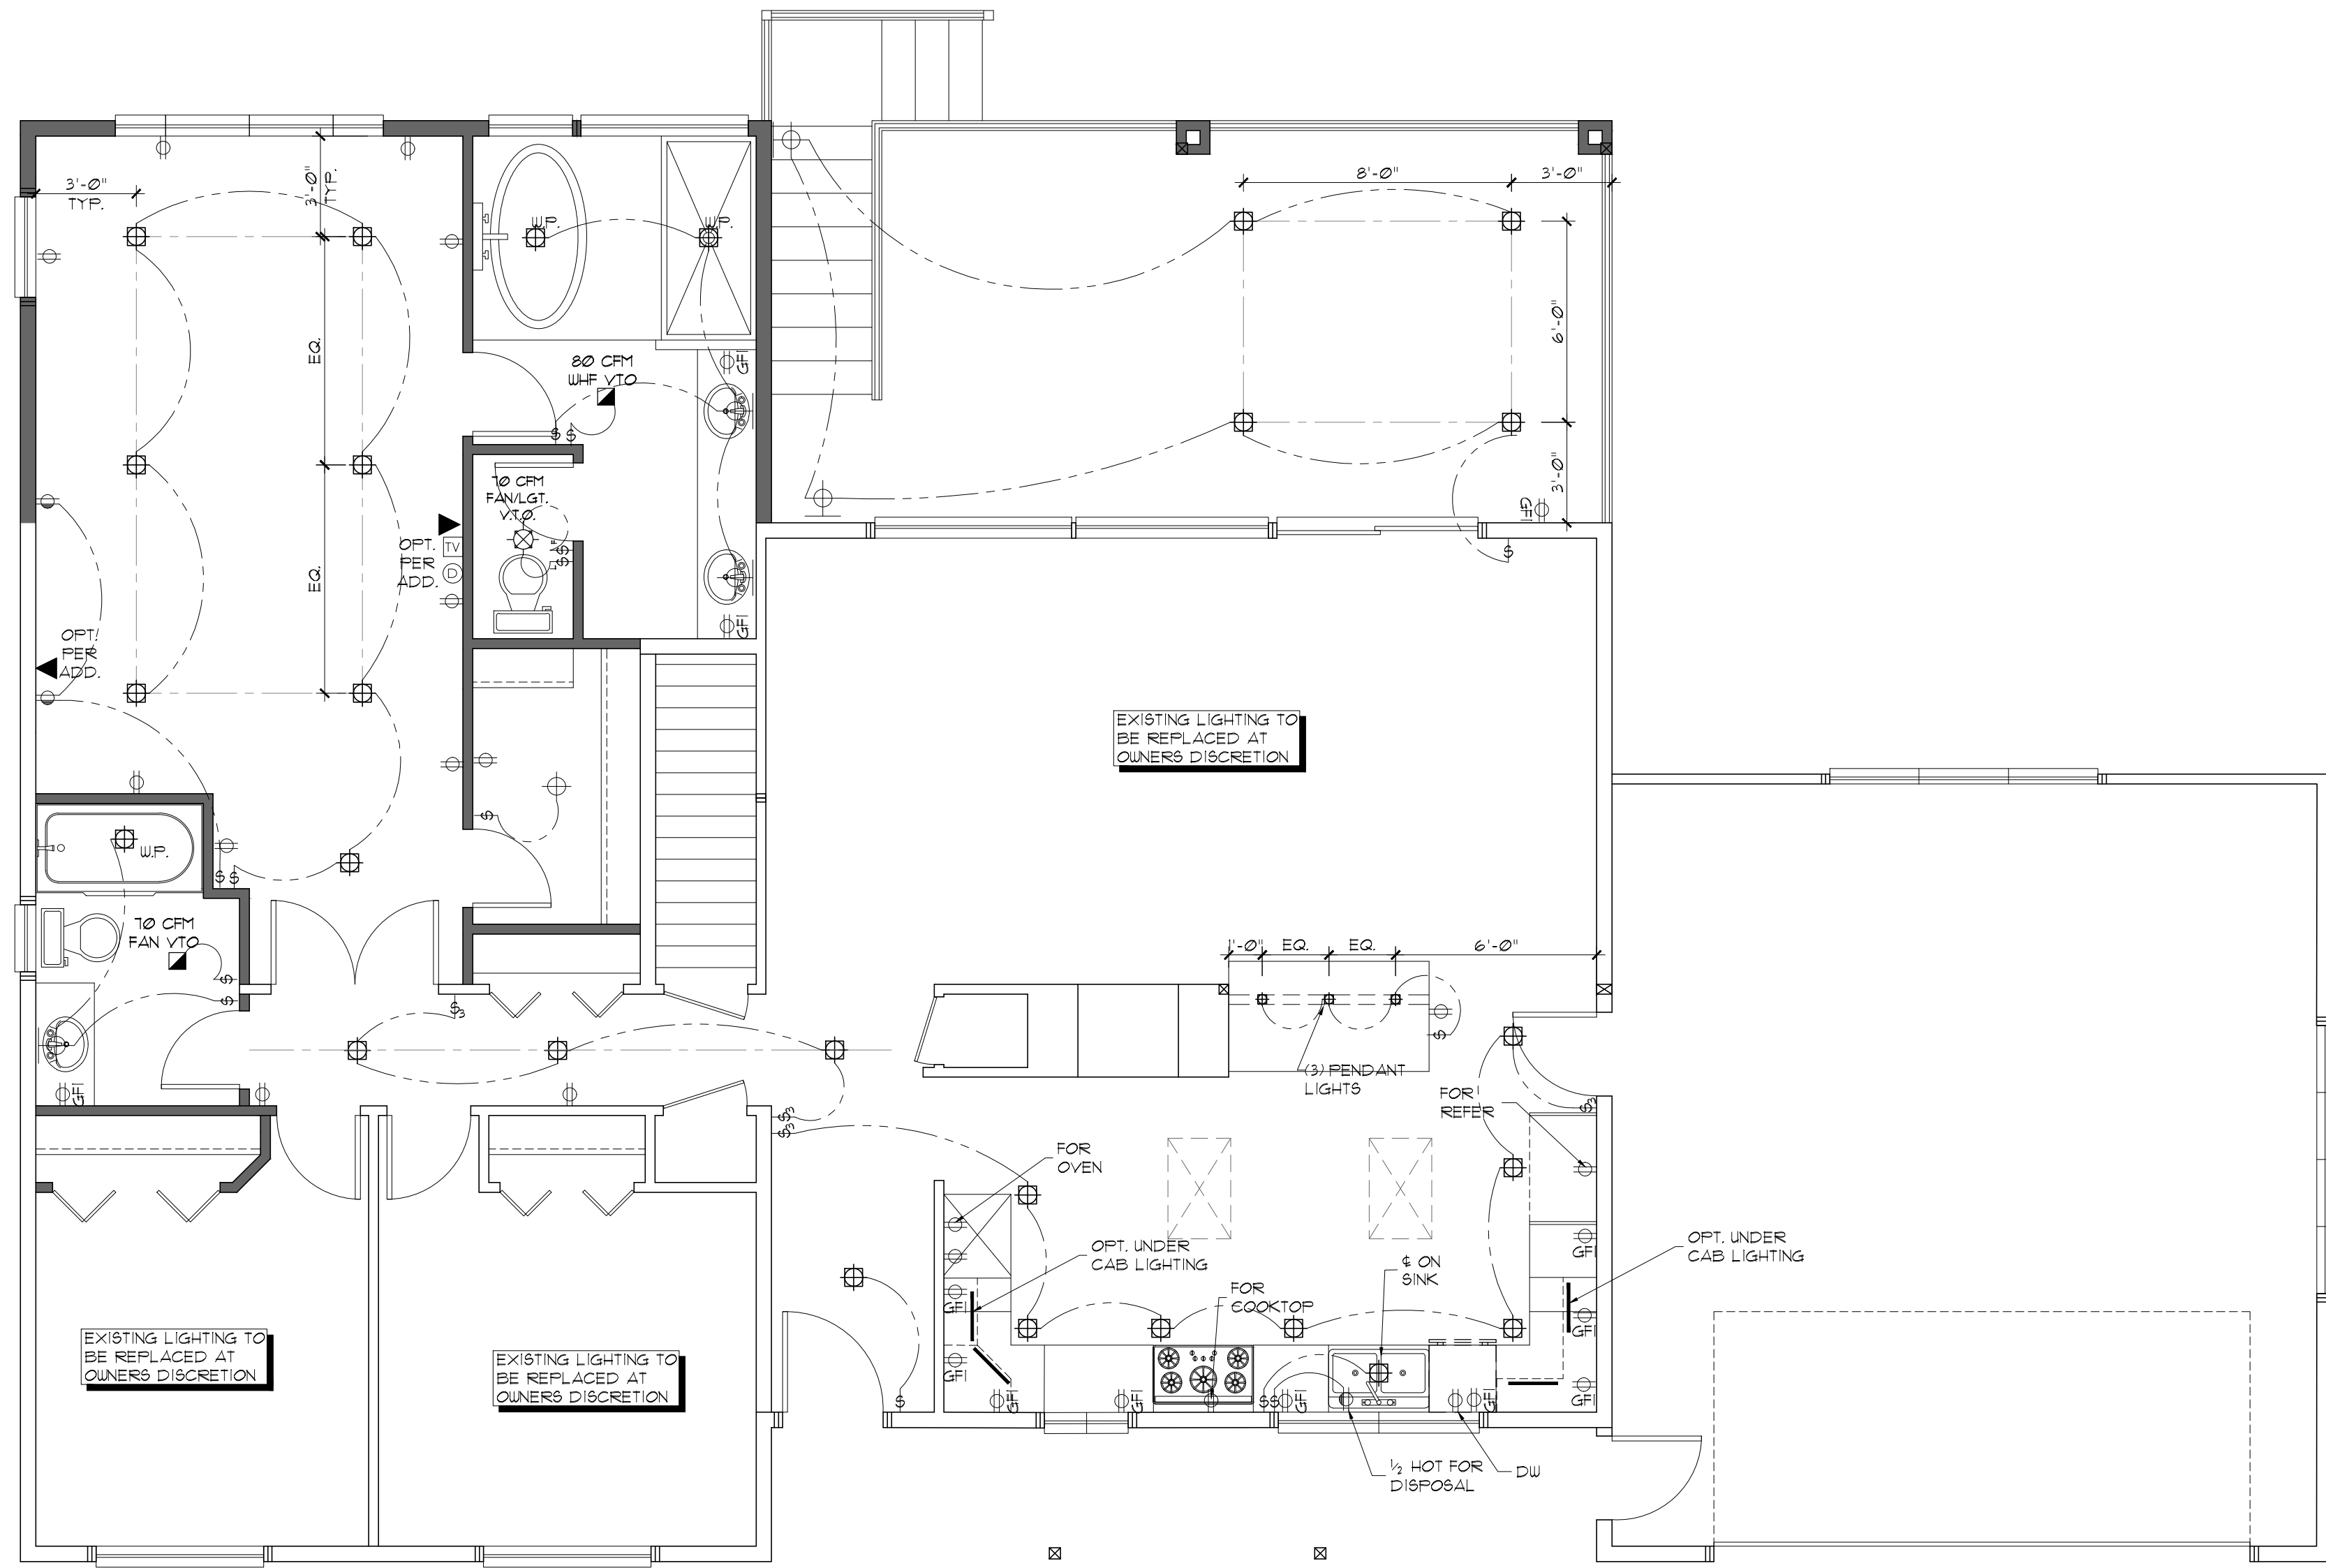 3'-0"
TYP.
3'-0"
TYP.
W.P.
W.P.
8'-0"
3'-0"
6'-0"
3'-0"
EQ.
EQ.
80 CFM
WHF VTO
GFI
$ $
70 CFM
FAN/LGT.
V.T.O.
$ $
L F
GFI
OPT.
PER
ADD.
TV
D
OPT.
PER
ADD.
GFI
$
EXISTING LIGHTING TO
BE REPLACED AT
OWNERS DISCRETION
$
W.P.
$ $
70 CFM
FAN VTO
$
$
$3
GFI
1'-0"
EQ.
EQ.
6'-0"
$
(3) PENDANT
LIGHTS
FOR
REFER
$3
$3
$3
FOR
OVEN
OPT. UNDER
CAB LIGHTING
GFI
GFI
GFI
GFI
FOR
COOKTOP
℄ ON
SINK
$$
GFI
GFI
GFI
GFI
GFI
OPT. UNDER
CAB LIGHTING
$
½ HOT FOR
DISPOSAL
DW
EXISTING LIGHTING TO
BE REPLACED AT
OWNERS DISCRETION
EXISTING LIGHTING TO
BE REPLACED AT
OWNERS DISCRETION